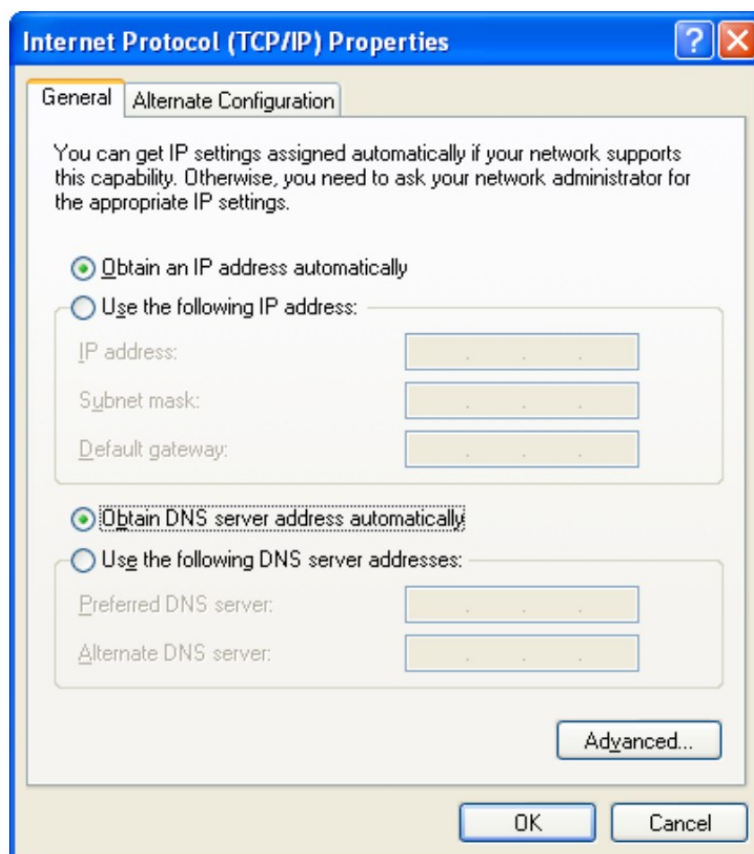 Internet Protocol (TCP/IP) Properties
General
Alternate Configuration
You can get IP settings assigned automatically if your network supports
this capability. Otherwise, you need to ask your network administrator for
the appropriate IP settings.
Obtain an IP address automatically
Use the following IP address:
IP address:
Subnet mask:
Default gateway:
Obtain DNS server address automatically
Use the following DNS server addresses:
Preferred DNS server:
Alternate DNS server:
Advanced...
OK
Cancel